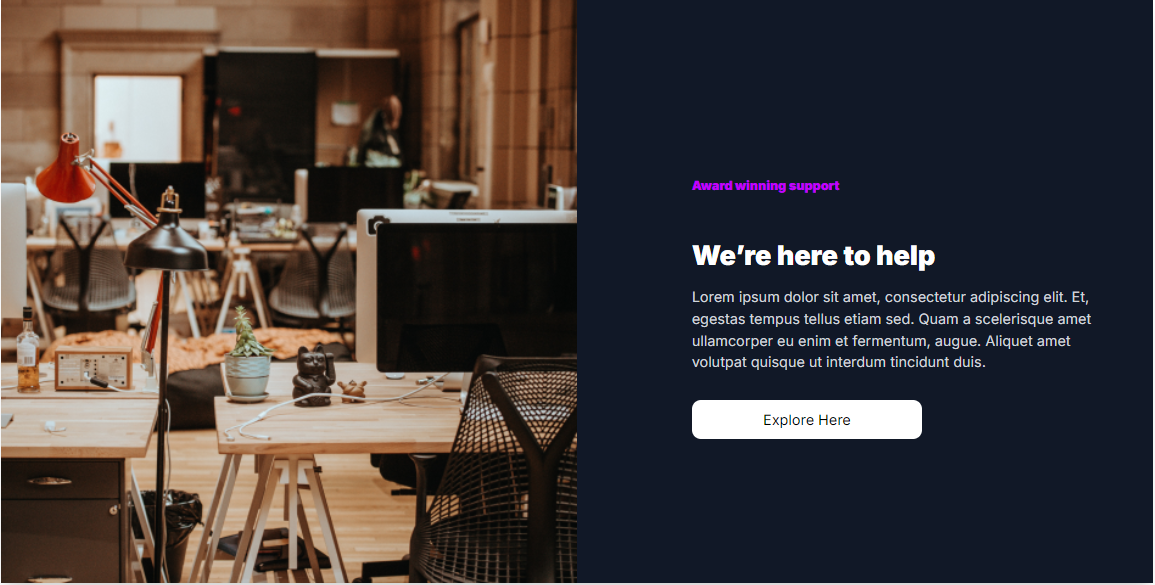 Award winning support
We’re here to help
Lorem ipsum dolor sit amet, consectetur adipiscing elit. Et,
egestas tempus tellus etiam sed. Quam a scelerisque amet
ullamcorper eu enim et fermentum, augue. Aliquet amet
volutpat quisque ut interdum tincidunt duis.
Explore Here